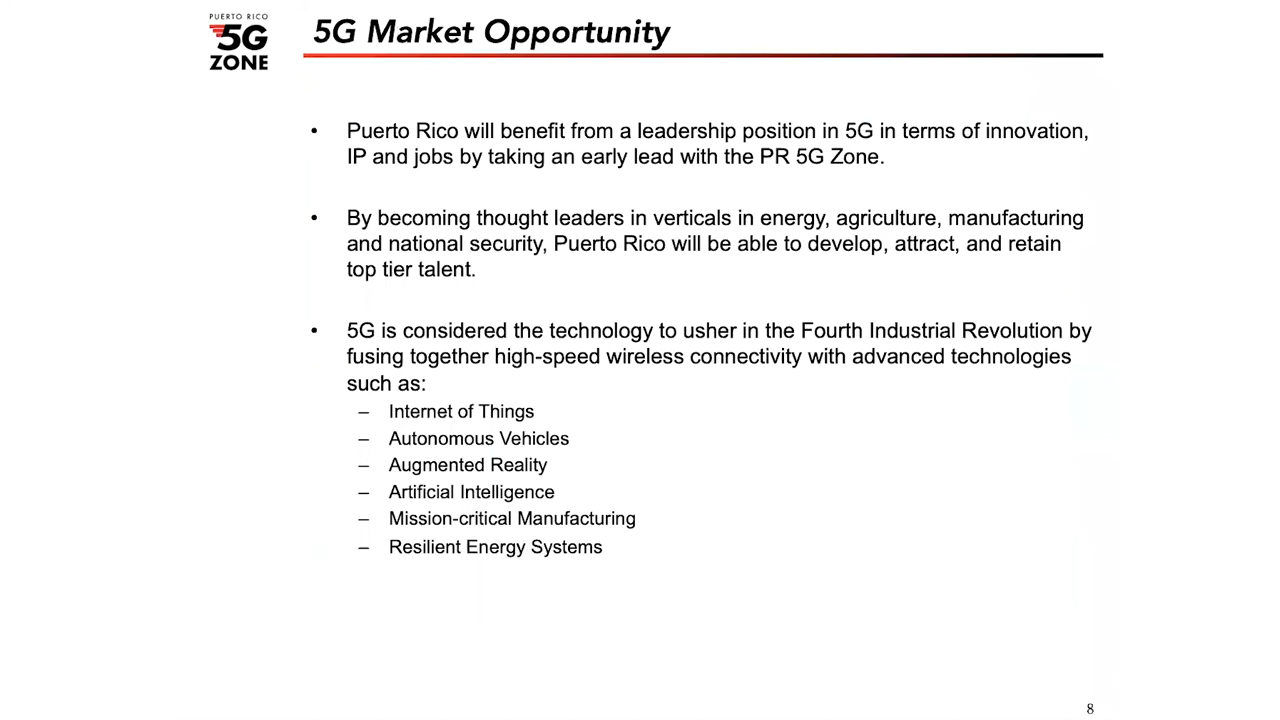 PUERTO RICO
5G
ZONE
5G Market Opportunity
• Puerto Rico will benefit from a leadership position in 5G in terms of innovation,
IP and jobs by taking an early lead with the PR 5G Zone.
• By becoming thought leaders in verticals in energy, agriculture, manufacturing
and national security, Puerto Rico will be able to develop, attract, and retain
top tier talent.
• 5G is considered the technology to usher in the Fourth Industrial Revolution by
fusing together high-speed wireless connectivity with advanced technologies
such as:
– Internet of Things
– Autonomous Vehicles
– Augmented Reality
– Artificial Intelligence
– Mission-critical Manufacturing
– Resilient Energy Systems
8